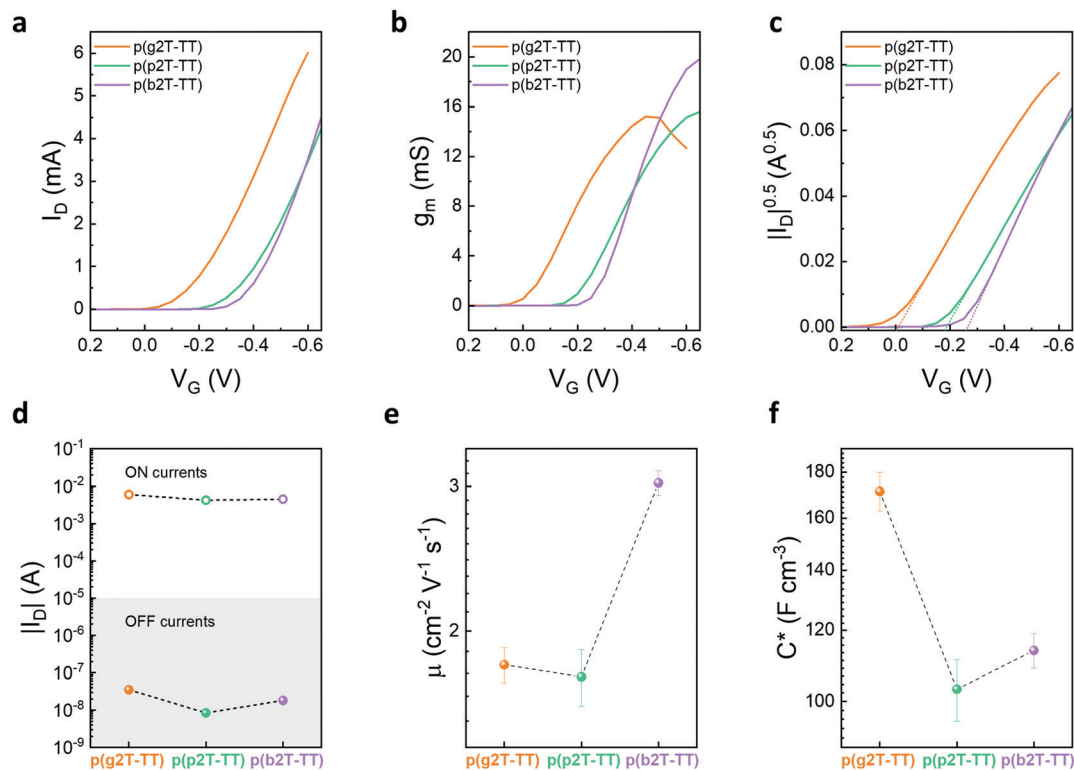 a
p(g2T-TT)
p(p2T-TT)
p(b2T-TT)
6
5
4
3
2
1
0
I_D (mA)
0.2 0.0 -0.2 -0.4 -0.6
V_G (V)
b
p(g2T-TT)
p(p2T-TT)
p(b2T-TT)
20
16
12
8
4
0
g_m (mS)
0.2 0.0 -0.2 -0.4 -0.6
V_G (V)
c
p(g2T-TT)
p(p2T-TT)
p(b2T-TT)
0.08
0.06
0.04
0.02
0.00
|I_D|^0.5 (A^0.5)
0.2 0.0 -0.2 -0.4 -0.6
V_G (V)
d
10^-1
10^-2
10^-3
10^-4
10^-5
10^-6
10^-7
10^-8
10^-9
|I_D| (A)
ON currents
OFF currents
p(g2T-TT) p(p2T-TT) p(b2T-TT)
e
3
2
μ (cm^-2 V^-1 s^-1)
p(g2T-TT) p(p2T-TT) p(b2T-TT)
f
180
160
140
120
100
C* (F cm^-3)
p(g2T-TT) p(p2T-TT) p(b2T-TT)